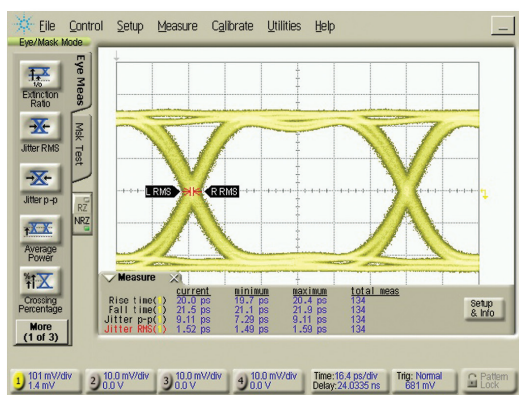 File Control Setup Measure Calibrate Utilities Help
Eye/Mask Mode
Extinction
Ratio
Jitter RMS
Jitter p-p
Average
Power
Crossing
Percentage
More
(1 of 3)
Eye Meas
Msk Test
RZ
NRZ
L RMS R RMS
Measure
current minimum maximum total meas
Rise time( ) 20.0 ps 19.7 ps 20.4 ps 134
Fall time( ) 21.5 ps 21.1 ps 21.9 ps 134
Jitter p-p( ) 9.11 ps 7.29 ps 9.11 ps 134
Jitter RMS( ) 1.52 ps 1.49 ps 1.59 ps 134
Setup
& Info
1 101 mV/div
1.4 mV
2 10.0 mV/div
0.0 V
3 10.0 mV/div
0.0 V
4 10.0 mV/div
0.0 V
Time:16.4 ps/div
Delay:24.0335 ns
Trig: Normal
681 mV
Pattern
Lock